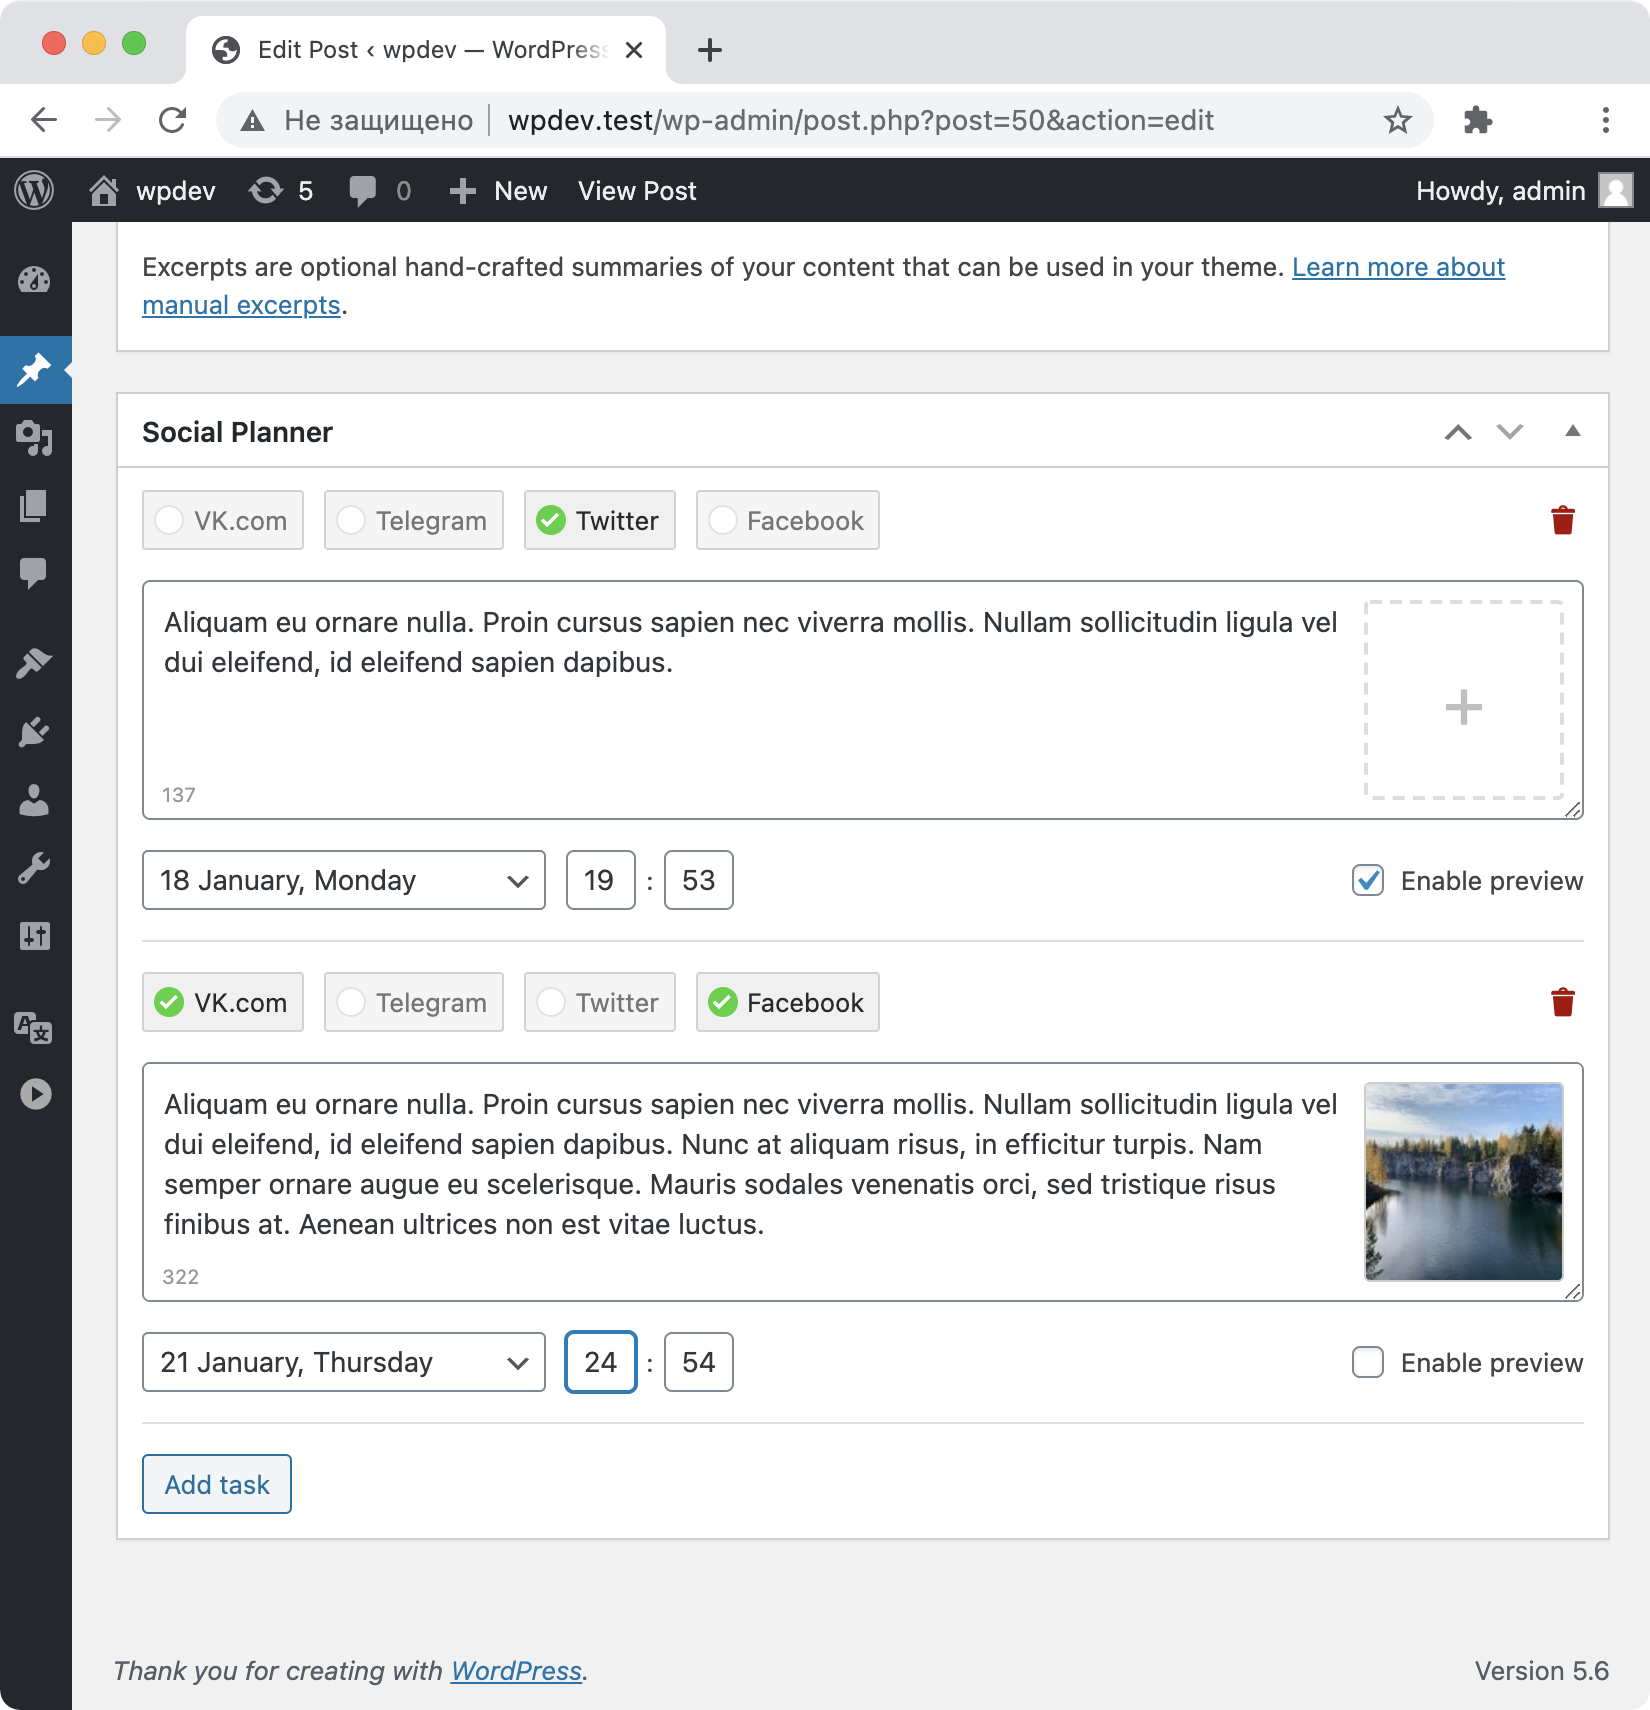 Edit Post ‹ wpdev — WordPress
Не защищено wpdev.test/wp-admin/post.php?post=50&action=edit
wpdev 5 0 New View Post Howdy, admin
Excerpts are optional hand-crafted summaries of your content that can be used in your theme. Learn more about
manual excerpts.
Social Planner
VK.com Telegram Twitter Facebook
Aliquam eu ornare nulla. Proin cursus sapien nec viverra mollis. Nullam sollicitudin ligula vel
dui eleifend, id eleifend sapien dapibus.
137
18 January, Monday 19 : 53 Enable preview
VK.com Telegram Twitter Facebook
Aliquam eu ornare nulla. Proin cursus sapien nec viverra mollis. Nullam sollicitudin ligula vel
dui eleifend, id eleifend sapien dapibus. Nunc at aliquam risus, in efficitur turpis. Nam
semper ornare augue eu scelerisque. Mauris sodales venenatis orci, sed tristique risus
finibus at. Aenean ultrices non est vitae luctus.
322
21 January, Thursday 24 : 54 Enable preview
Add task
Thank you for creating with WordPress. Version 5.6